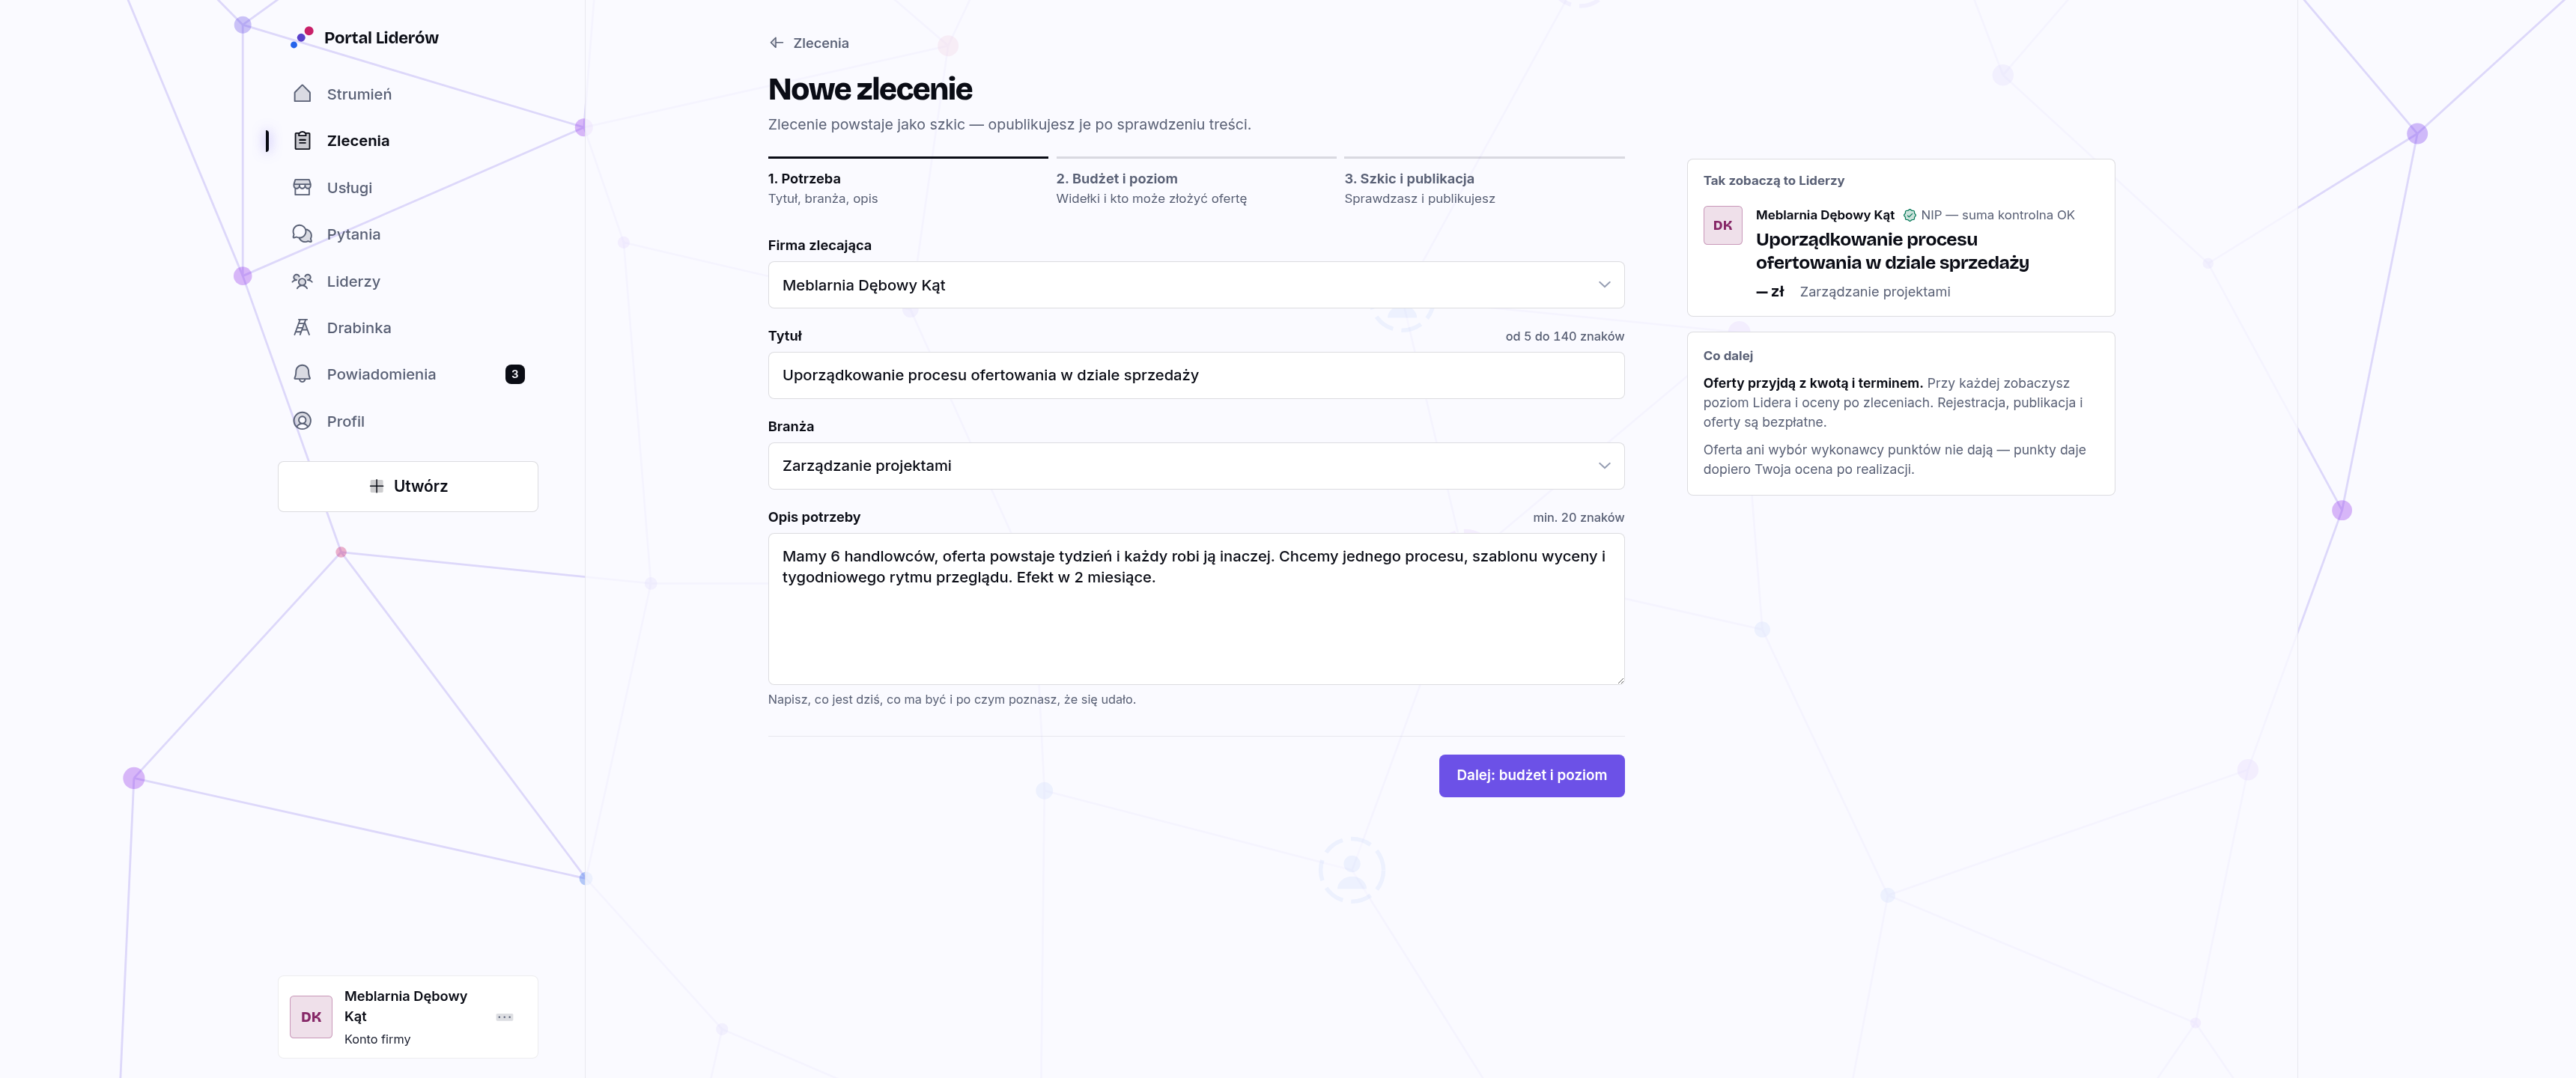 Portal Liderów
Strumień
Zlecenia
Usługi
Pytania
Liderzy
Drabinka
Powiadomienia 3
Profil
Utwórz
DK
Meblarnia Dębowy
Kąt
Konto firmy
Zlecenia
Nowe zlecenie
Zlecenie powstaje jako szkic — opublikujesz je po sprawdzeniu treści.
1. Potrzeba
Tytuł, branża, opis
2. Budżet i poziom
Widełki i kto może złożyć ofertę
3. Szkic i publikacja
Sprawdzasz i publikujesz
Firma zlecająca
Meblarnia Dębowy Kąt
Tytuł od 5 do 140 znaków
Uporządkowanie procesu ofertowania w dziale sprzedaży
Branża
Zarządzanie projektami
Opis potrzeby min. 20 znaków
Mamy 6 handlowców, oferta powstaje tydzień i każdy robi ją inaczej. Chcemy jednego procesu, szablonu wyceny i
tygodniowego rytmu przeglądu. Efekt w 2 miesiące.
Napisz, co jest dziś, co ma być i po czym poznasz, że się udało.
Dalej: budżet i poziom
Tak zobaczą to Liderzy
DK
Meblarnia Dębowy Kąt NIP — suma kontrolna OK
Uporządkowanie procesu
ofertowania w dziale sprzedaży
— zł Zarządzanie projektami
Co dalej
Oferty przyjdą z kwotą i terminem. Przy każdej zobaczysz
poziom Lidera i oceny po zleceniach. Rejestracja, publikacja i
oferty są bezpłatne.
Oferta ani wybór wykonawcy punktów nie dają — punkty daje
dopiero Twoja ocena po realizacji.